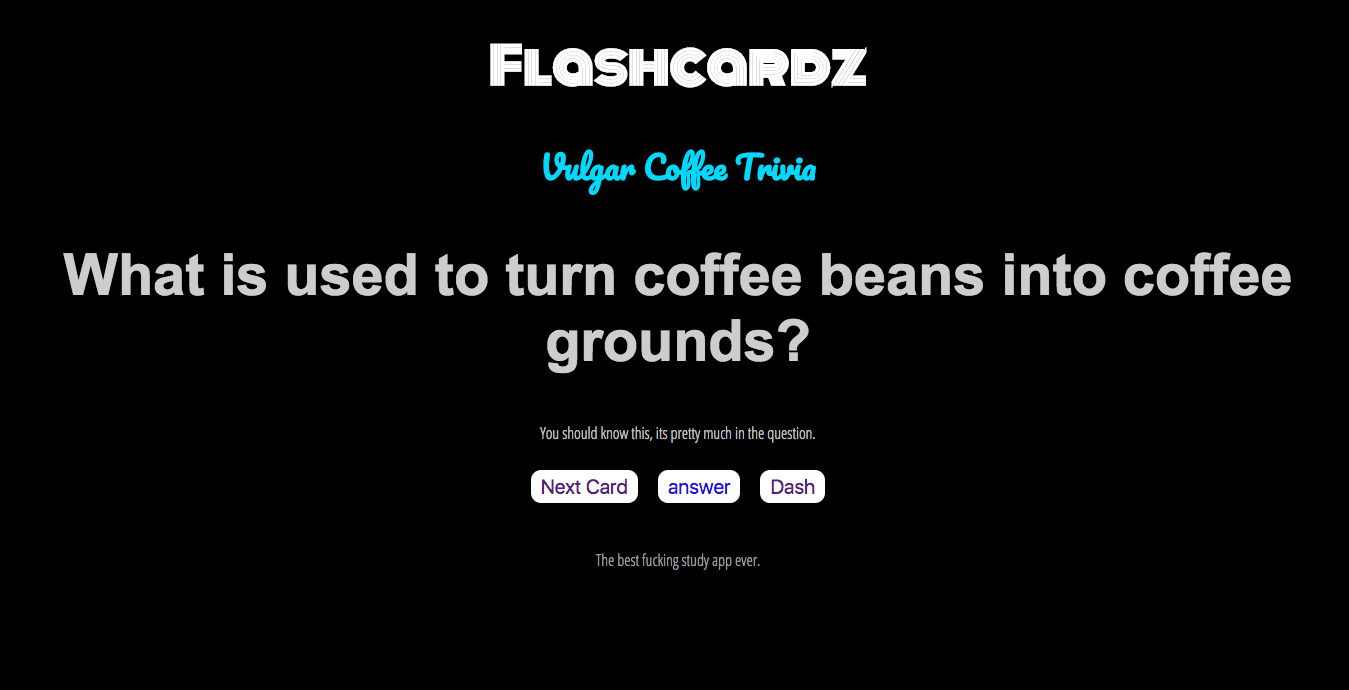 Flashcardz
Vulgar Coffee Trivia
What is used to turn coffee beans into coffee
grounds?
You should know this, its pretty much in the question.
Next Card answer Dash
The best fucking study app ever.